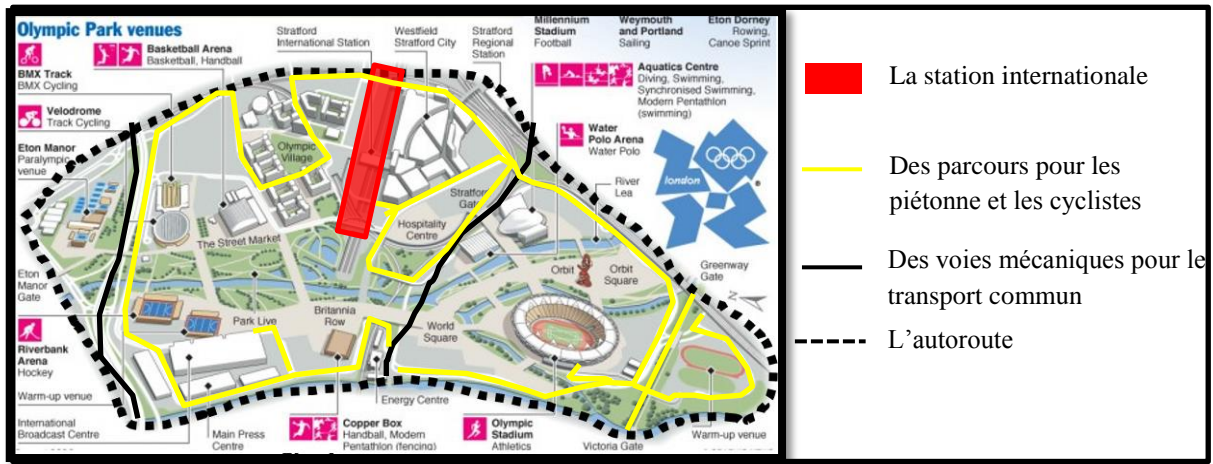 Olympic Park venues
Basketball Arena
Basketball, Handball
BMX Track
BMX Cycling
Velodrome
Track Cycling
Eton Manor
Paralympic
venue
Stratford
International Station
Westfield
Stratford City
Stratford
Regional
Station
Millennium
Stadium
Football
Weymouth
and Portland
Sailing
Eton Dorney
Rowing,
Canoe Sprint
Aquatics Centre
Diving, Swimming,
Synchronised Swimming,
Modern Pentathlon
(swimming)
Water
Polo Arena
Water Polo
River
Lea
london
Olympic
Village
Stratford
Gate
Hospitality
Centre
The Street Market
Eton
Manor
Gate
Orbit
Orbit
Square
Greenway
Gate
N
Park Live
Britannia
Row
World
Square
Riverbank
Arena
Hockey
Warm-up venue
International
Broadcast Centre
Main Press
Centre
Energy Centre
Copper Box
Handball, Modern
Pentathlon (fencing)
Olympic
Stadium
Athletics
Victoria Gate
Warm-up venue
La station internationale
Des parcours pour les
piétonne et les cyclistes
Des voies mécaniques pour le
transport commun
L’autoroute